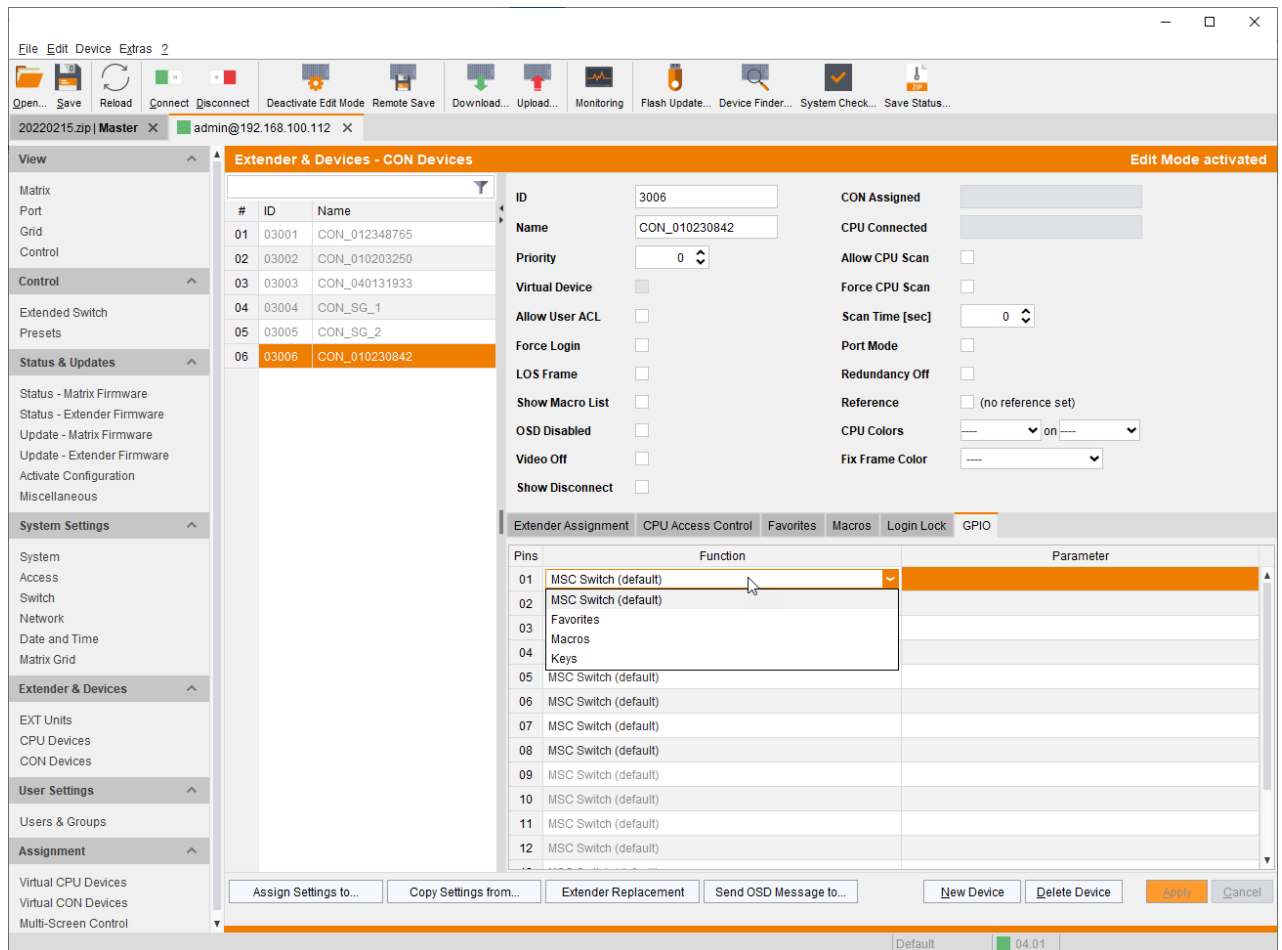 File Edit Device Extras ?
Open... Save Reload Connect Disconnect Deactivate Edit Mode Remote Save Download... Upload... Monitoring Flash Update... Device Finder... System Check... Save Status...
20220215.zip | Master admin@192.168.100.112
View
Matrix
Port
Grid
Control
Control
Extended Switch
Presets
Status & Updates
Status - Matrix Firmware
Status - Extender Firmware
Update - Matrix Firmware
Update - Extender Firmware
Activate Configuration
Miscellaneous
System Settings
System
Access
Switch
Network
Date and Time
Matrix Grid
Extender & Devices
EXT Units
CPU Devices
CON Devices
User Settings
Users & Groups
Assignment
Virtual CPU Devices
Virtual CON Devices
Multi-Screen Control
Extender & Devices - CON Devices Edit Mode activated
# ID Name
01 03001 CON_012348765
02 03002 CON_010203250
03 03003 CON_040131933
04 03004 CON_SG_1
05 03005 CON_SG_2
06 03006 CON_010230842
ID 3006 CON Assigned
Name CON_010230842 CPU Connected
Priority 0 Allow CPU Scan
Virtual Device Force CPU Scan
Allow User ACL Scan Time [sec] 0
Force Login Port Mode
LOS Frame Redundancy Off
Show Macro List Reference (no reference set)
OSD Disabled CPU Colors ---- on ----
Video Off Fix Frame Color ----
Show Disconnect
Extender Assignment CPU Access Control Favorites Macros Login Lock GPIO
Pins Function Parameter
01 MSC Switch (default)
02 MSC Switch (default)
Favorites
03 Macros
04 Keys
05 MSC Switch (default)
06 MSC Switch (default)
07 MSC Switch (default)
08 MSC Switch (default)
09 MSC Switch (default)
10 MSC Switch (default)
11 MSC Switch (default)
12 MSC Switch (default)
Assign Settings to... Copy Settings from... Extender Replacement Send OSD Message to... New Device Delete Device Apply Cancel
Default 04.01